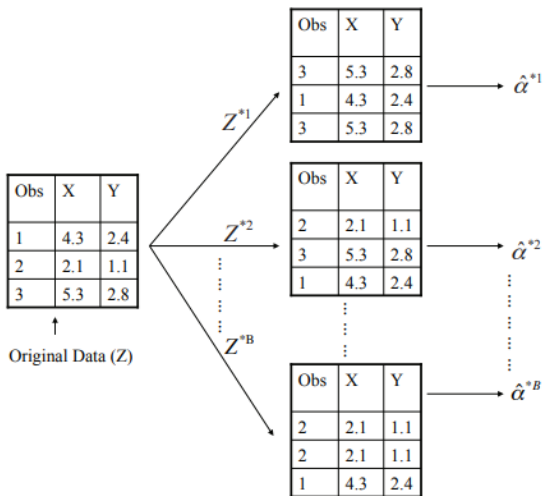 Obs X Y
3 5.3 2.8
1 4.3 2.4
3 5.3 2.8
Z*1
α̂*1
Obs X Y
1 4.3 2.4
2 2.1 1.1
3 5.3 2.8
Original Data (Z)
Z*2
Obs X Y
2 2.1 1.1
3 5.3 2.8
1 4.3 2.4
α̂*2
Z*B
Obs X Y
2 2.1 1.1
2 2.1 1.1
1 4.3 2.4
α̂*B